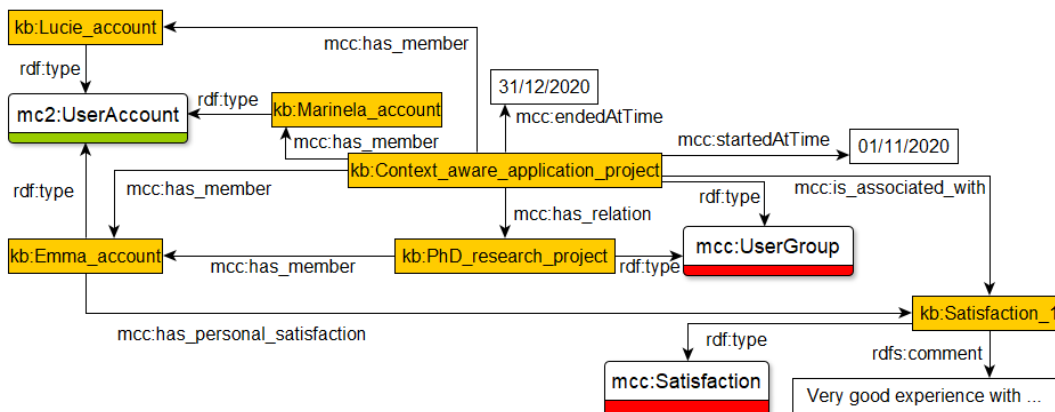 kb:Lucie_account
mcc:has_member
rdf:type
31/12/2020
mc2:UserAccount
rdf:type
kb:Marinela_account
mcc:endedAtTime
mcc:has_member
mcc:startedAtTime
01/11/2020
kb:Context_aware_application_project
rdf:type
mcc:has_member
rdf:type
mcc:is_associated_with
mcc:has_relation
kb:Emma_account
mcc:has_member
kb:PhD_research_project
rdf:type
mcc:UserGroup
mcc:has_personal_satisfaction
kb:Satisfaction_1
rdf:type
rdfs:comment
mcc:Satisfaction
Very good experience with ...